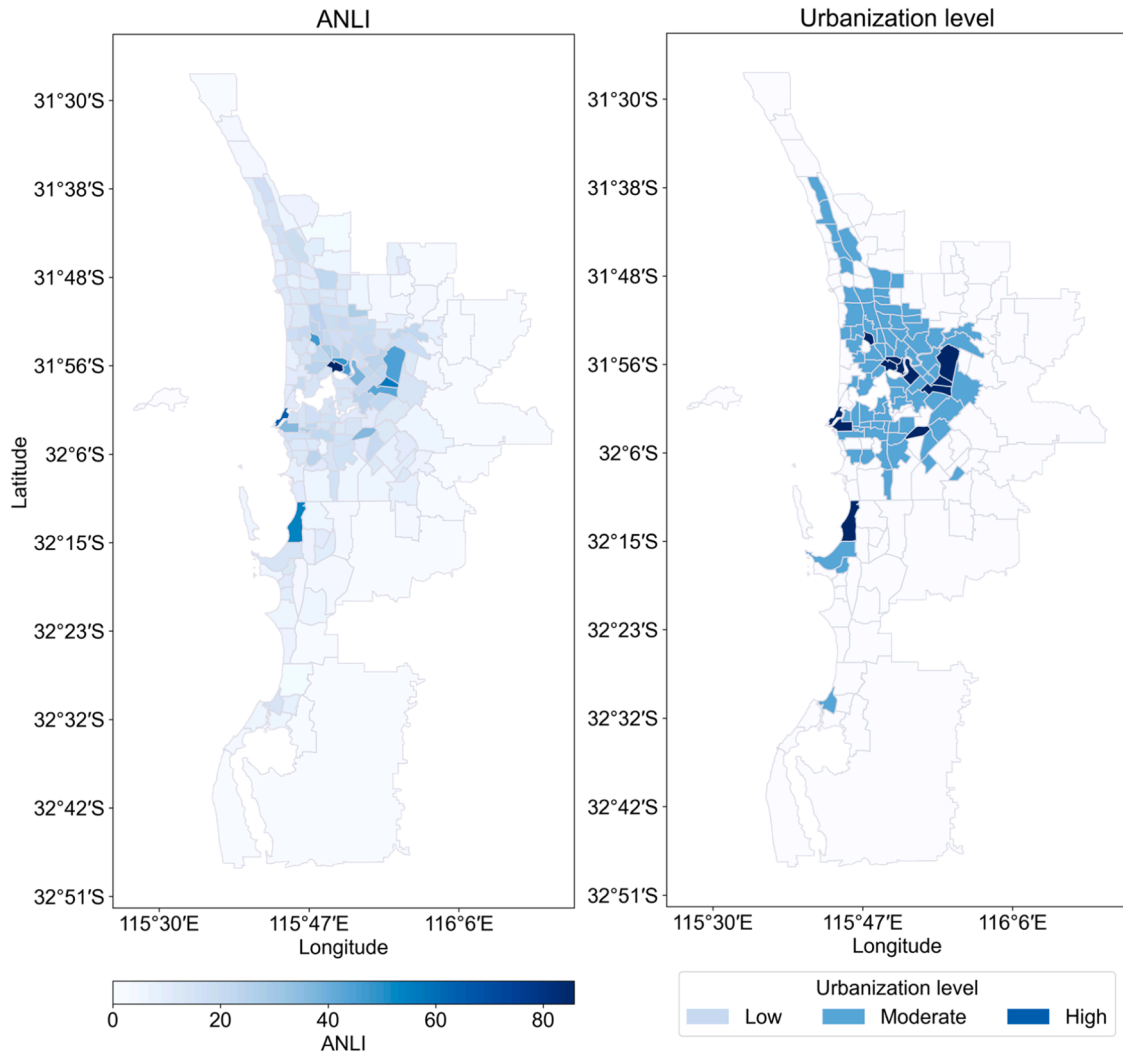 ANLI
Urbanization level
31°30′S
31°38′S
31°48′S
31°56′S
32°6′S
32°15′S
32°23′S
32°32′S
32°42′S
32°51′S
Latitude
115°30′E
115°47′E
116°6′E
Longitude
31°30′S
31°38′S
31°48′S
31°56′S
32°6′S
32°15′S
32°23′S
32°32′S
32°42′S
32°51′S
115°30′E
115°47′E
116°6′E
Longitude
0
20
40
60
80
ANLI
Urbanization level
Low
Moderate
High